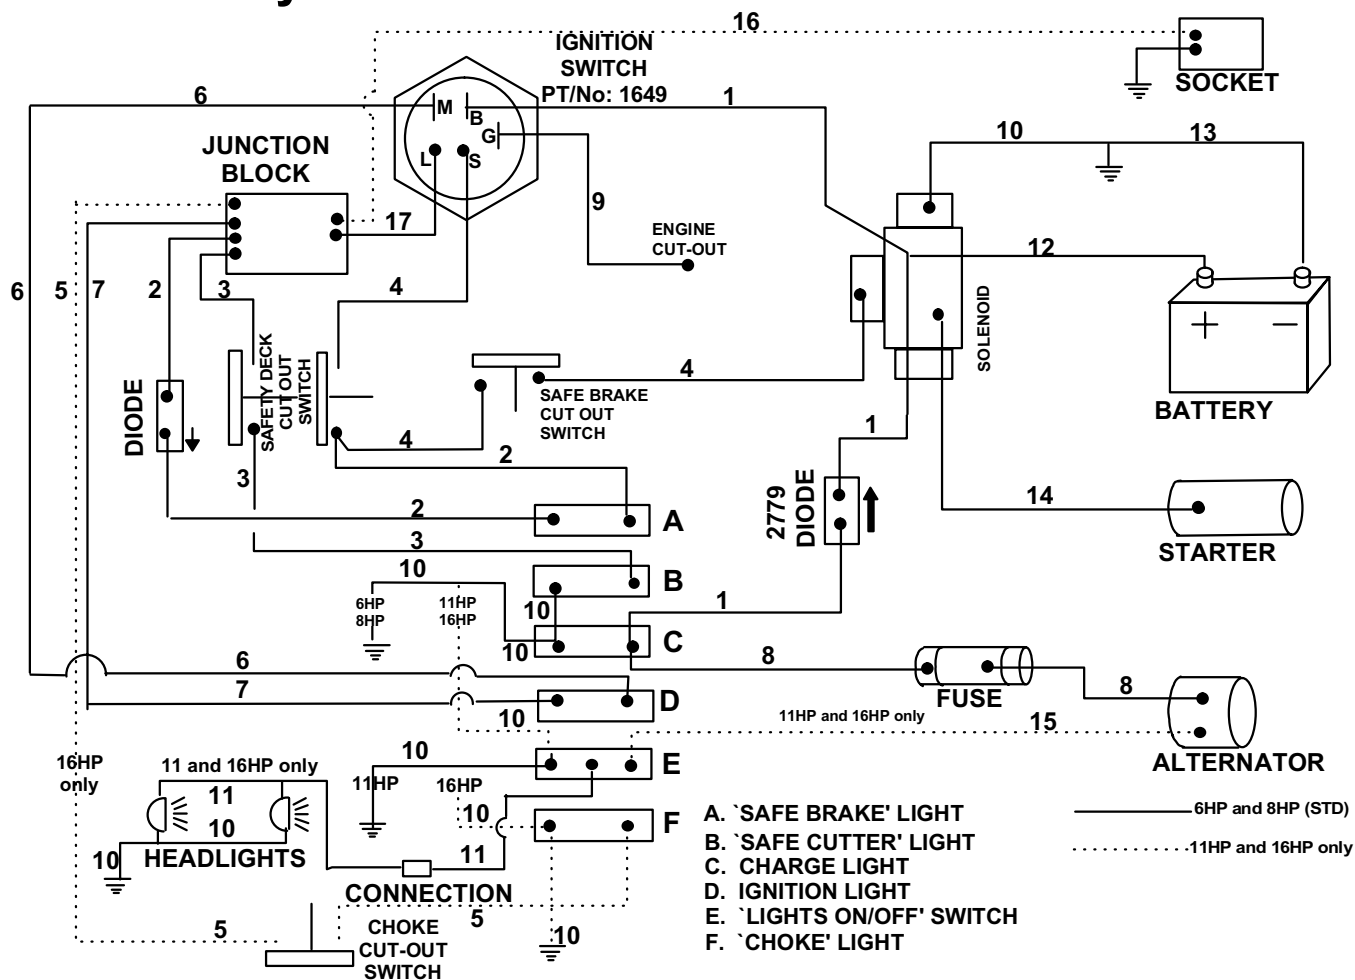 16
IGNITION
SWITCH
PT/No: 1649
SOCKET
6
1
M
B
G
L
S
10
13
JUNCTION
BLOCK
17
9
ENGINE
CUT-OUT
12
6
5
7
2
3
4
SOLENOID
+
−
BATTERY
DIODE
SAFETY DECK
CUT OUT
SWITCH
4
SAFE BRAKE
CUT OUT
SWITCH
4
1
3
2
2779
DIODE
14
STARTER
2
A
3
B
10
6HP
8HP
11HP
16HP
10
10
C
1
8
FUSE
8
6
7
D
10
11HP and 16HP only
15
ALTERNATOR
16HP
only
11 and 16HP only
10
11HP
16HP
E
11
10
10
HEADLIGHTS
10
F
11
CONNECTION
5
5
CHOKE
CUT-OUT
SWITCH
10
A. `SAFE BRAKE' LIGHT
B. `SAFE CUTTER' LIGHT
C. CHARGE LIGHT
D. IGNITION LIGHT
E. `LIGHTS ON/OFF' SWITCH
F. `CHOKE' LIGHT
6HP and 8HP (STD)
11HP and 16HP only